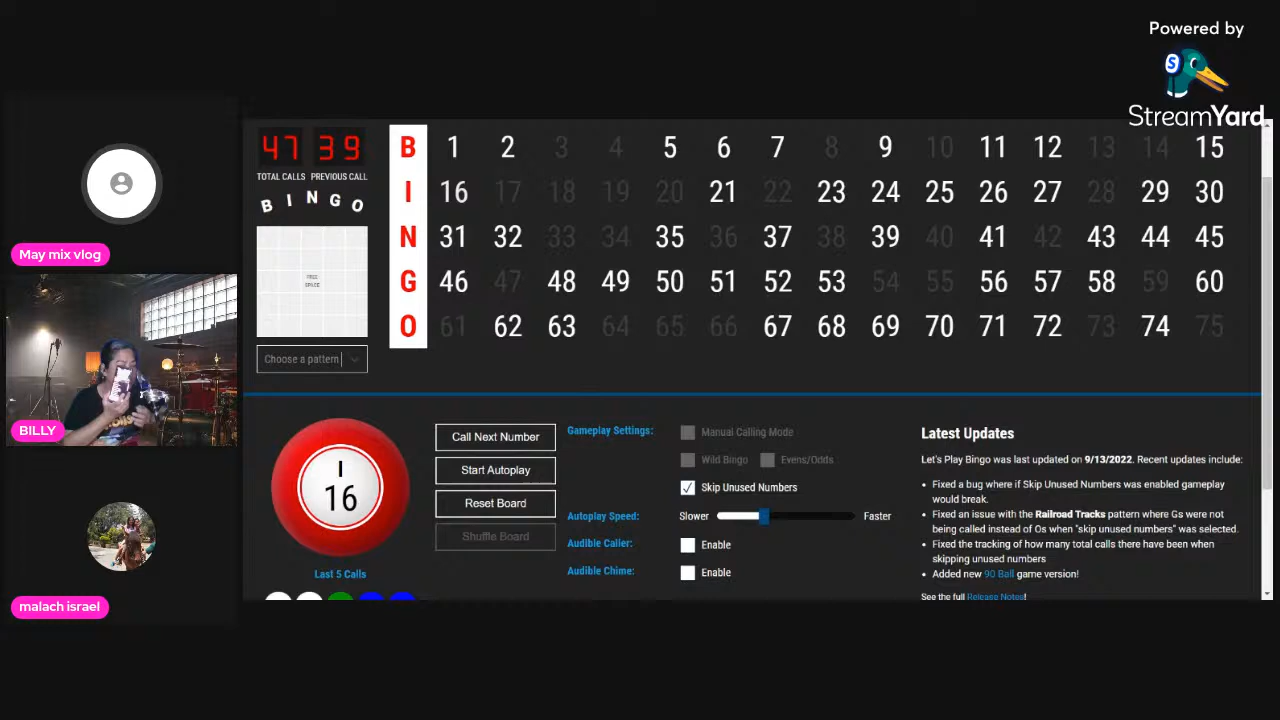 Powered by
StreamYard
47 39
TOTAL CALLS PREVIOUS CALL
B I N G O
FREE
SPACE
Choose a pattern
B 1 2 3 4 5 6 7 8 9 10 11 12 13 14 15
I 16 17 18 19 20 21 22 23 24 25 26 27 28 29 30
N 31 32 33 34 35 36 37 38 39 40 41 42 43 44 45
G 46 47 48 49 50 51 52 53 54 55 56 57 58 59 60
O 61 62 63 64 65 66 67 68 69 70 71 72 73 74 75
May mix vlog
BILLY
malach israel
I
16
Last 5 Calls
Call Next Number
Start Autoplay
Reset Board
Shuffle Board
Gameplay Settings:
Manual Calling Mode
Wild Bingo Evens/Odds
Skip Unused Numbers
Autoplay Speed: Slower Faster
Audible Caller: Enable
Audible Chime: Enable
Latest Updates
Let's Play Bingo was last updated on 9/13/2022. Recent updates include:
• Fixed a bug where if Skip Unused Numbers was enabled gameplay
would break.
• Fixed an issue with the Railroad Tracks pattern where Gs were not
being called instead of Os when "skip unused numbers" was selected.
• Fixed the tracking of how many total calls there have been when
skipping unused numbers
• Added new 90 Ball game version!
See the full Release Notes!